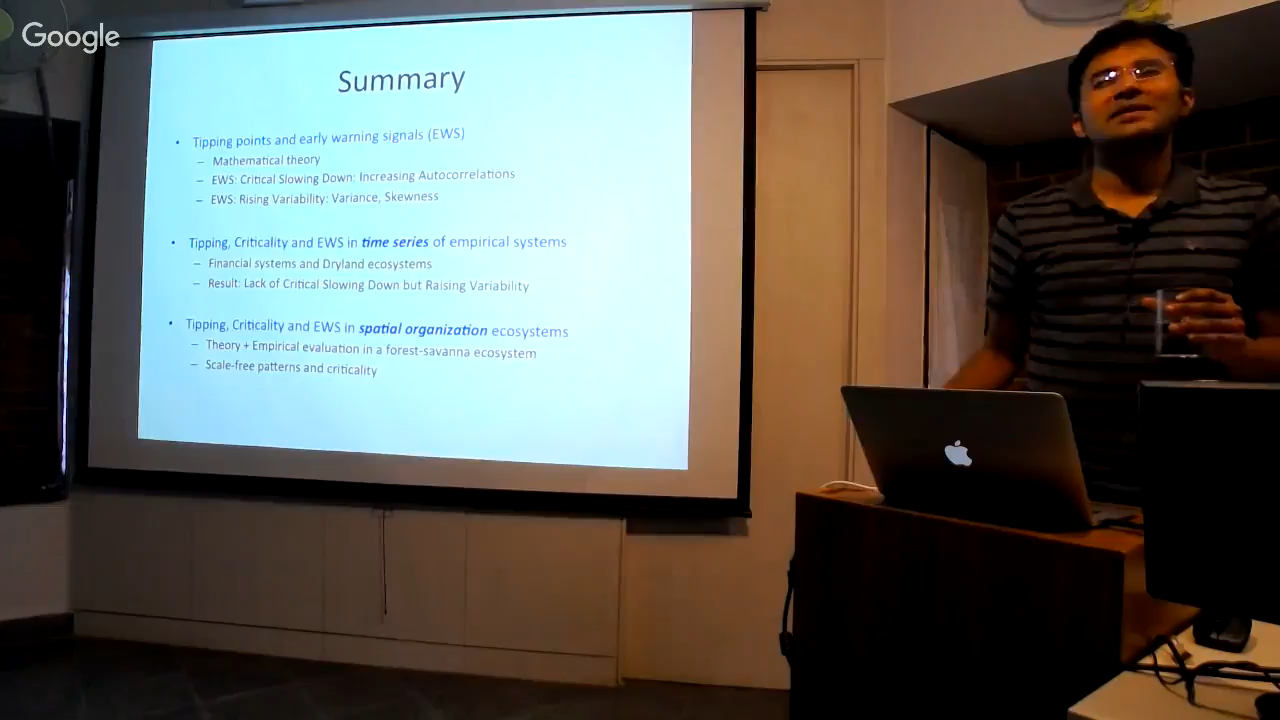 Google
Summary
• Tipping points and early warning signals (EWS)
– Mathematical theory
– EWS: Critical Slowing Down: Increasing Autocorrelations
– EWS: Rising Variability: Variance, Skewness
• Tipping, Criticality and EWS in time series of empirical systems
– Financial systems and Dryland ecosystems
– Result: Lack of Critical Slowing Down but Raising Variability
• Tipping, Criticality and EWS in spatial organization ecosystems
– Theory + Empirical evaluation in a forest-savanna ecosystem
– Scale-free patterns and criticality